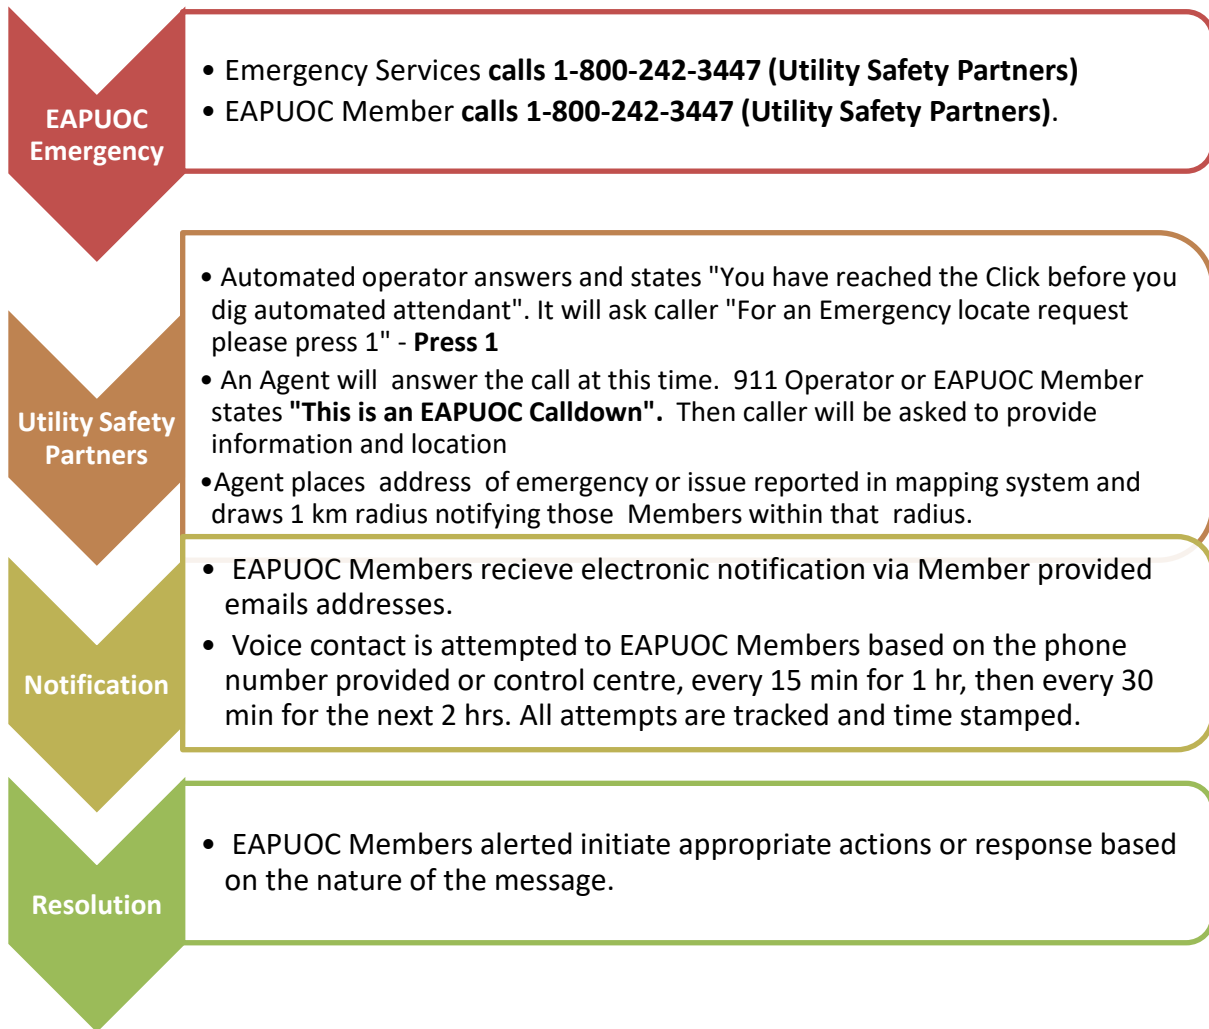 EAPUOC
Emergency
• Emergency Services calls 1-800-242-3447 (Utility Safety Partners)
• EAPUOC Member calls 1-800-242-3447 (Utility Safety Partners).
Utility Safety
Partners
• Automated operator answers and states "You have reached the Click before you
dig automated attendant". It will ask caller "For an Emergency locate request
please press 1" - Press 1
• An Agent will answer the call at this time. 911 Operator or EAPUOC Member
states "This is an EAPUOC Calldown". Then caller will be asked to provide
information and location
•Agent places address of emergency or issue reported in mapping system and
draws 1 km radius notifying those Members within that radius.
Notification
• EAPUOC Members recieve electronic notification via Member provided
emails addresses.
• Voice contact is attempted to EAPUOC Members based on the phone
number provided or control centre, every 15 min for 1 hr, then every 30
min for the next 2 hrs. All attempts are tracked and time stamped.
Resolution
• EAPUOC Members alerted initiate appropriate actions or response based
on the nature of the message.